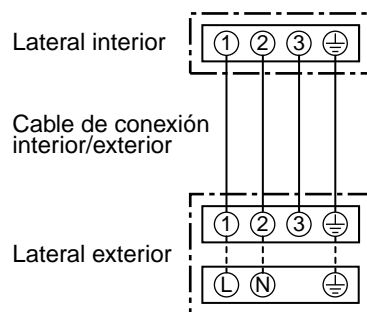 Lateral interior
1 2 3
Cable de conexión
interior/exterior
1 2 3
Lateral exterior
L N